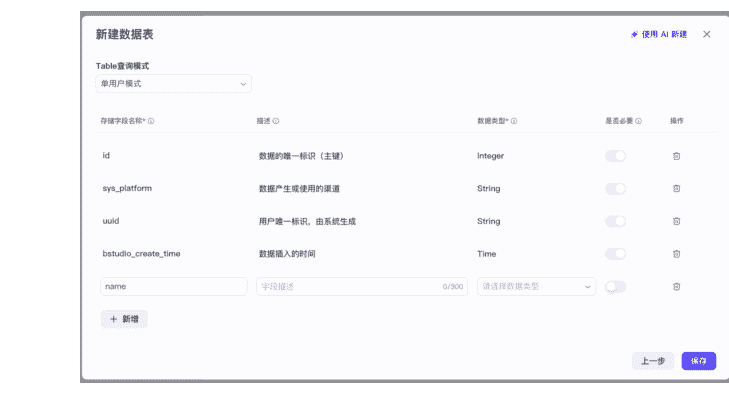 新建数据表
使用 AI 新建
Table查询模式
单用户模式
存储字段名称* 描述 数据类型* 是否必要 操作
id 数据的唯一标识（主键） Integer
sys_platform 数据产生或使用的渠道 String
uuid 用户唯一标识，由系统生成 String
bstudio_create_time 数据插入的时间 Time
name 字段描述 0/300 请选择数据类型
+ 新增
上一步 保存